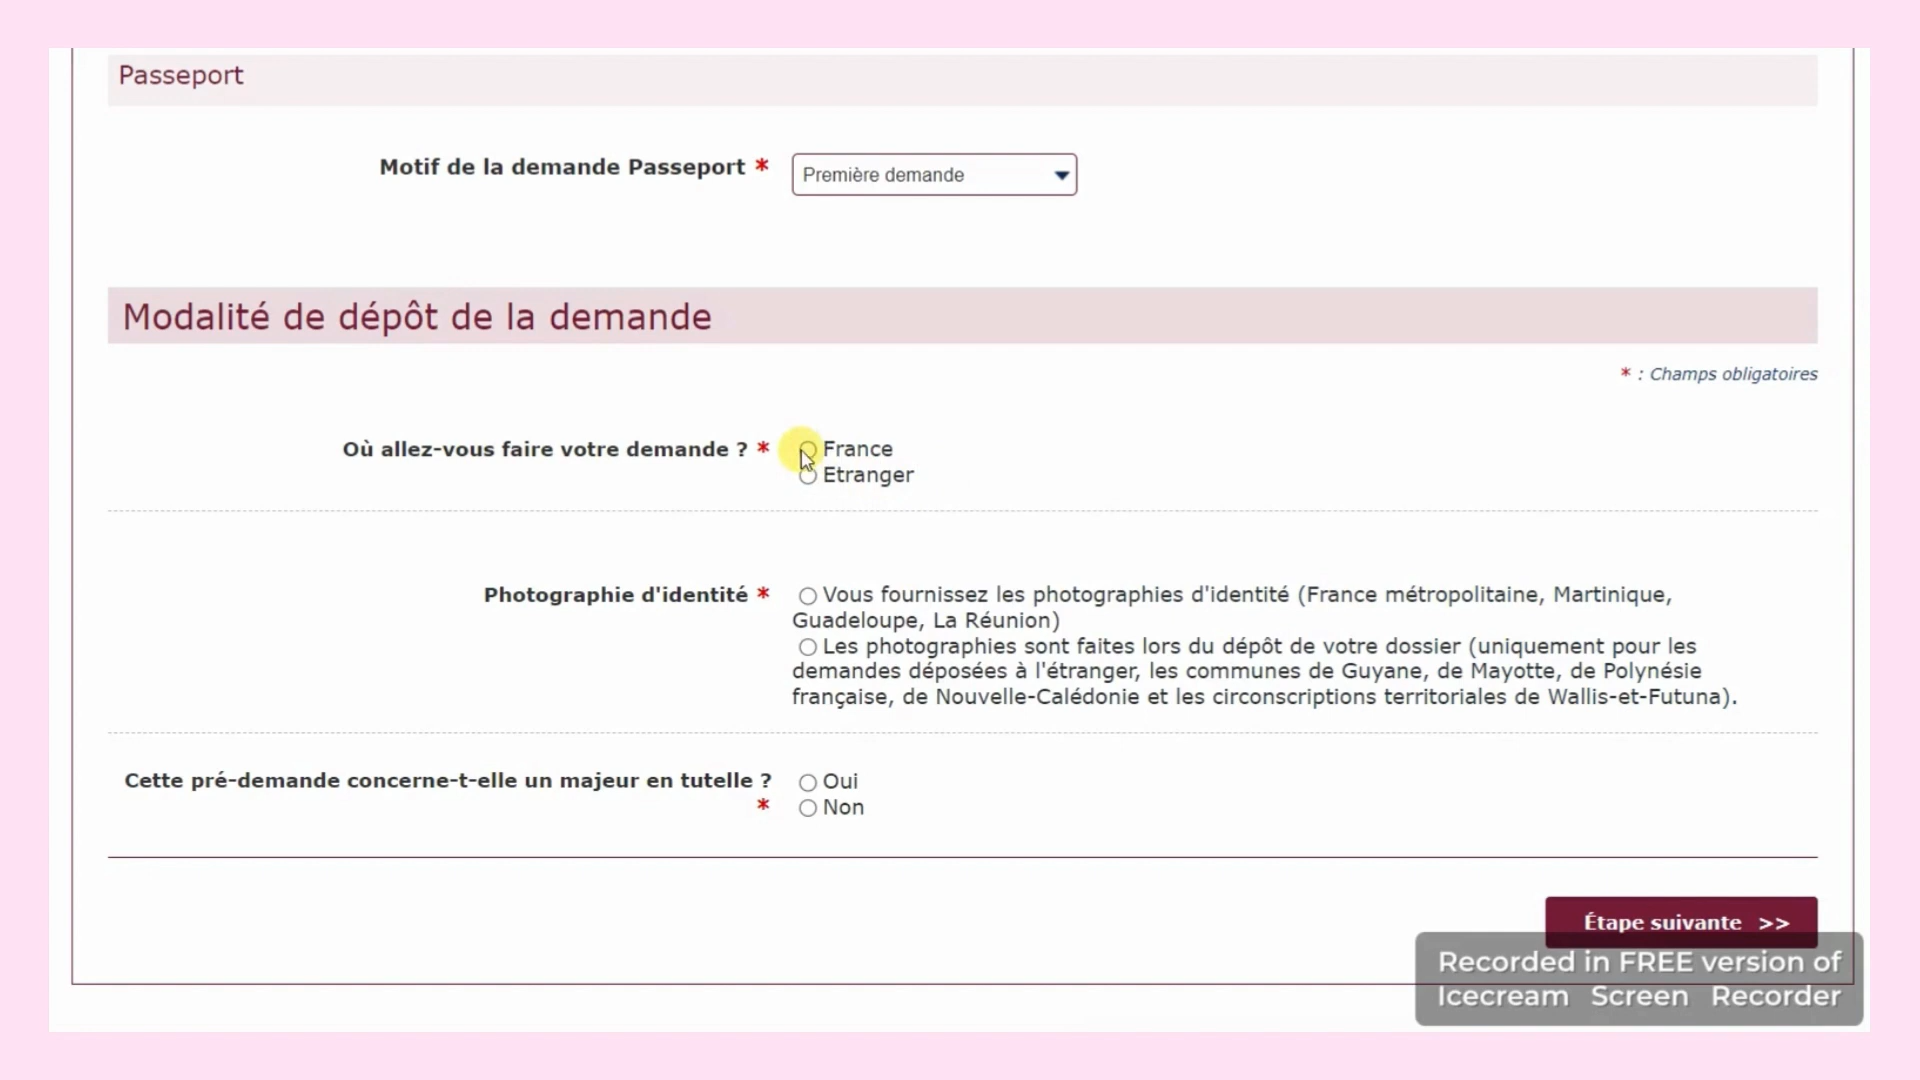 Passeport
Motif de la demande Passeport *
Première demande
Modalité de dépôt de la demande
* : Champs obligatoires
Où allez-vous faire votre demande ? *
France
Etranger
Photographie d'identité *
Vous fournissez les photographies d'identité (France métropolitaine, Martinique,
Guadeloupe, La Réunion)
Les photographies sont faites lors du dépôt de votre dossier (uniquement pour les
demandes déposées à l'étranger, les communes de Guyane, de Mayotte, de Polynésie
française, de Nouvelle-Calédonie et les circonscriptions territoriales de Wallis-et-Futuna).
Cette pré-demande concerne-t-elle un majeur en tutelle ?
*
Oui
Non
Étape suivante >>
Recorded in FREE version of
Icecream Screen Recorder